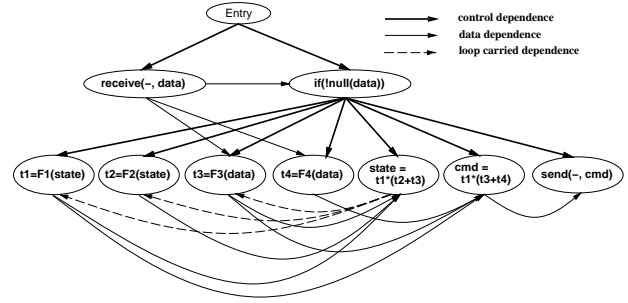 Entry
control dependence
data dependence
loop carried dependence
receive(−, data)
if(!null(data))
t1=F1(state)
t2=F2(state)
t3=F3(data)
t4=F4(data)
state =
t1*(t2+t3)
cmd =
t1*(t3+t4)
send(−, cmd)